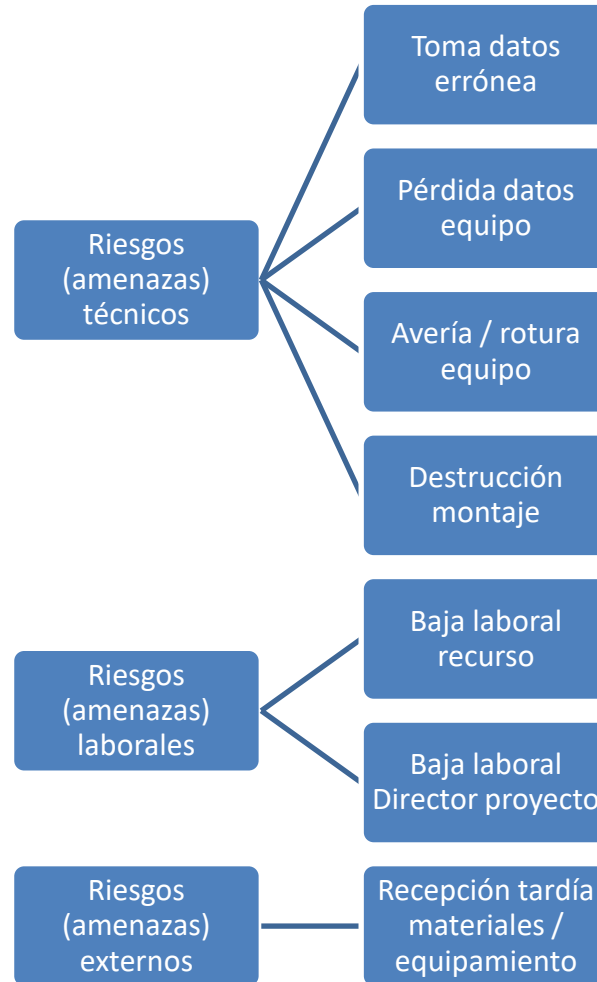 Riesgos
(amenazas)
técnicos
Toma datos
errónea
Pérdida datos
equipo
Avería / rotura
equipo
Destrucción
montaje
Riesgos
(amenazas)
laborales
Baja laboral
recurso
Baja laboral
Director proyecto
Riesgos
(amenazas)
externos
Recepción tardía
materiales /
equipamiento